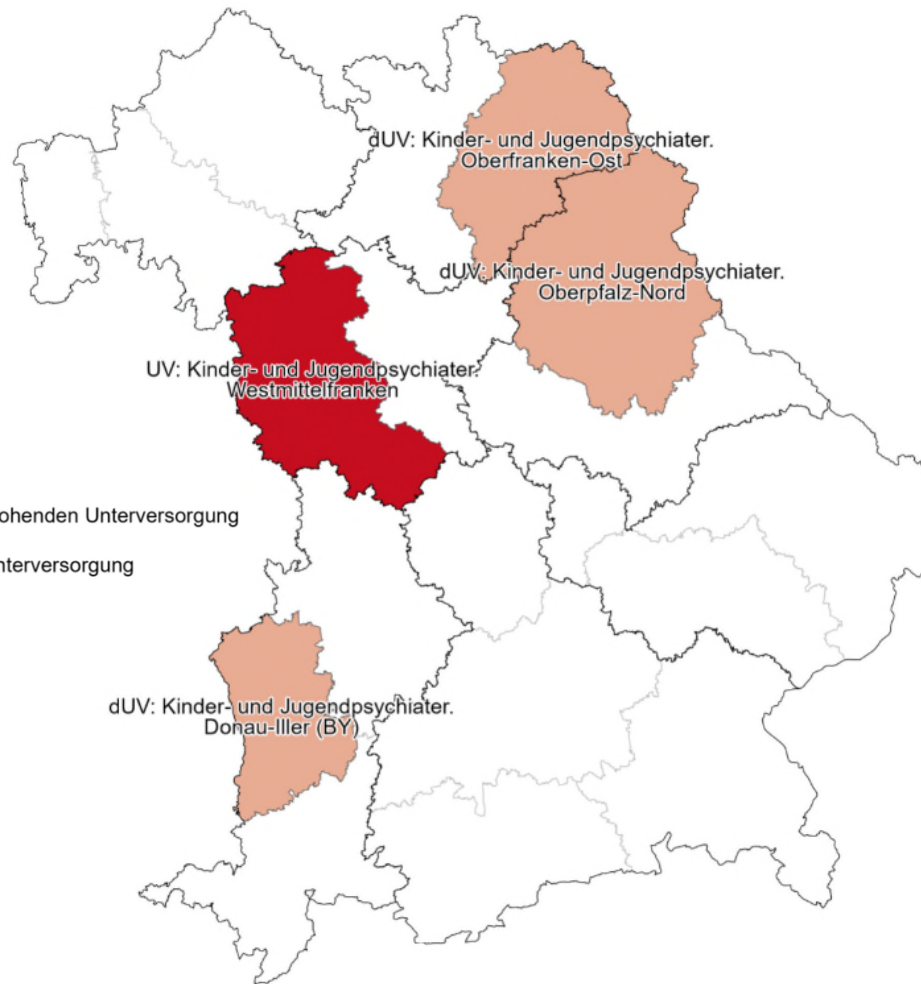 dUV: Kinder- und Jugendpsychiater.
Oberfranken-Ost
dUV: Kinder- und Jugendpsychiater.
Oberpfalz-Nord
UV: Kinder- und Jugendpsychiater.
Westmittelfranken
ohenden Unterversorgung
nterversorgung
dUV: Kinder- und Jugendpsychiater.
Donau-Iller (BY)